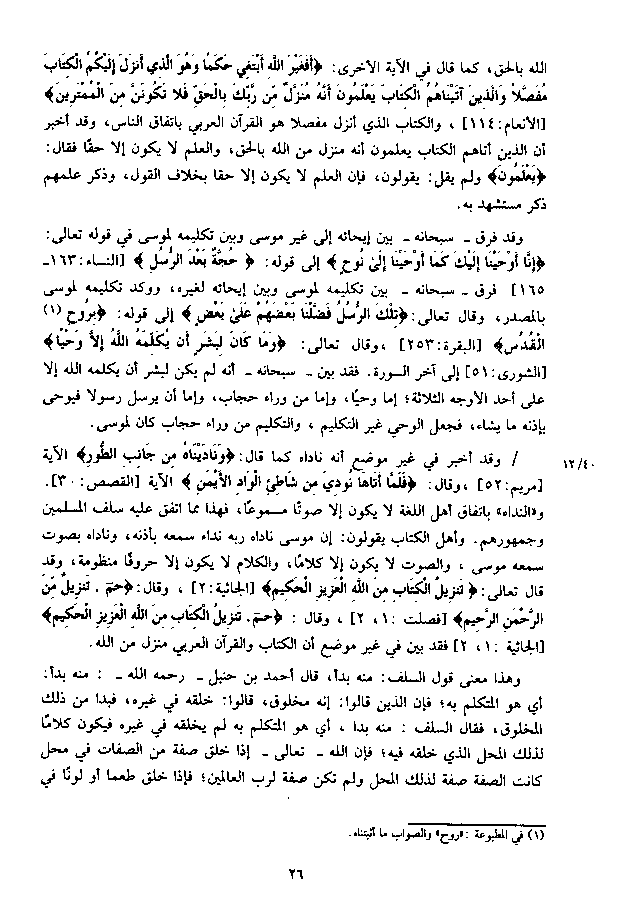 الله بالحق، كما قال في الآية الأخرى: ﴿أَفَغَيْرَ اللَّهِ أَبْتَغِي حَكَمًا وَهُوَ الَّذِي أَنزَلَ إِلَيْكُمُ الْكِتَابَ
مُفَصَّلاً وَالَّذِينَ آتَيْنَاهُمُ الْكِتَابَ يَعْلَمُونَ أَنَّهُ مُنَزَّلٌ مِّن رَّبِّكَ بِالْحَقِّ فَلا تَكُونَنَّ مِنَ الْمُمْتَرِينَ﴾
[الأنعام: ١١٤] ، والكتاب الذي أنزل مفصلا هو القرآن العربي باتفاق الناس، وقد أخبر
أن الذين أتاهم الكتاب يعلمون أنه منزل من الله بالحق، والعلم لا يكون إلا حقًا فقال:
﴿يَعْلَمُونَ﴾ ولم يقل: يقولون، فإن العلم لا يكون إلا حقا بخلاف القول، وذكر علمهم
ذكر مستشهد به.
وقد فرق ـ سبحانه ـ بين إيحائه إلى غير موسى وبين تكليمه لموسى في قوله تعالى:
﴿إِنَّا أَوْحَيْنَا إِلَيْكَ كَمَا أَوْحَيْنَا إِلَىٰ نُوحٍ﴾ إلى قوله: ﴿ حُجَّةٌ بَعْدَ الرُّسُلِ ﴾ [النساء: ١٦٣ـ
١٦٥] فرق ـ سبحانه ـ بين تكليمه لموسى وبين إيحائه لغيره، ووكد تكليمه لموسى
بالمصدر، وقال تعالى: ﴿تِلْكَ الرُّسُلُ فَضَّلْنَا بَعْضَهُمْ عَلَىٰ بَعْضٍ﴾ إلى قوله: ﴿بِرُوحِ (١)
الْقُدُسِ﴾ [البقرة: ٢٥٣] ،وقال تعالى: ﴿وَمَا كَانَ لِبَشَرٍ أَن يُكَلِّمَهُ اللَّهُ إِلاَّ وَحْيًا﴾
[الشورى: ٥١] إلى آخر السورة. فقد بين ـ سبحانه ـ أنه لم يكن لبشر أن يكلمه الله إلا
على أحد الأوجه الثلاثة؛ إما وحيًا، وإما من وراء حجاب، وإما أن يرسل رسولا فيوحى
بإذنه ما يشاء، فجعل الوحي غير التكليم ، والتكليم من وراء حجاب كان لموسى.
/ وقد أخبر في غير موضع أنه ناداه كما قال: ﴿وَنَادَيْنَاهُ مِن جَانِبِ الطُّورِ﴾ الآية ١٢/٤٠
[مريم: ٥٢] ،وقال: ﴿فَلَمَّا أَتَاهَا نُودِيَ مِن شَاطِئِ الْوَادِ الأَيْمَنِ ﴾ الآية [القصص: ٣٠].
و«النداء» باتفاق أهل اللغة لا يكون إلا صوتًا مسموعًا، فهذا مما اتفق عليه سلف المسلمين
وجمهورهم. وأهل الكتاب يقولون: إن موسى ناداه ربه نداء سمعه بأذنه، وناداه بصوت
سمعه موسى ، والصوت لا يكون إلا كلامًا، والكلام لا يكون إلا حروفًا منظومة، وقد
قال تعالى: ﴿ تَنزِيلُ الْكِتَابِ مِنَ اللَّهِ الْعَزِيزِ الْحَكِيمِ﴾ [الجاثية: ٢] ، وقال: ﴿حمۤ. تَنزِيلٌ مِّنَ
الرَّحْمَنِ الرَّحِيمِ﴾ [فصلت : ١، ٢] ، وقال : ﴿حمۤ. تَنزِيلُ الْكِتَابِ مِنَ اللَّهِ الْعَزِيزِ الْحَكِيمِ﴾
[الجاثية : ١، ٢] فقد بين في غير موضع أن الكتاب والقرآن العربي منزل من الله.
وهذا معنى قول السلف: منه بدأ، قال أحمد بن حنبل ـ رحمه الله ـ : منه بدأ:
أي هو المتكلم به؛ فإن الذين قالوا: إنه مخلوق، قالوا: خلقه في غيره، فبدا من ذلك
المخلوق، فقال السلف : منه بدا ، أي هو المتكلم به لم يخلقه في غيره فيكون كلامًا
لذلك المحل الذي خلقه فيه؛ فإن الله ـ تعالى ـ إذا خلق صفة من الصفات في محل
كانت الصفة صفة لذلك المحل ولم تكن صفة لرب العالمين؛ فإذا خلق طعما أو لونًا في
(١) في المطبوعة : «روح» والصواب ما أثبتناه.
٢٦